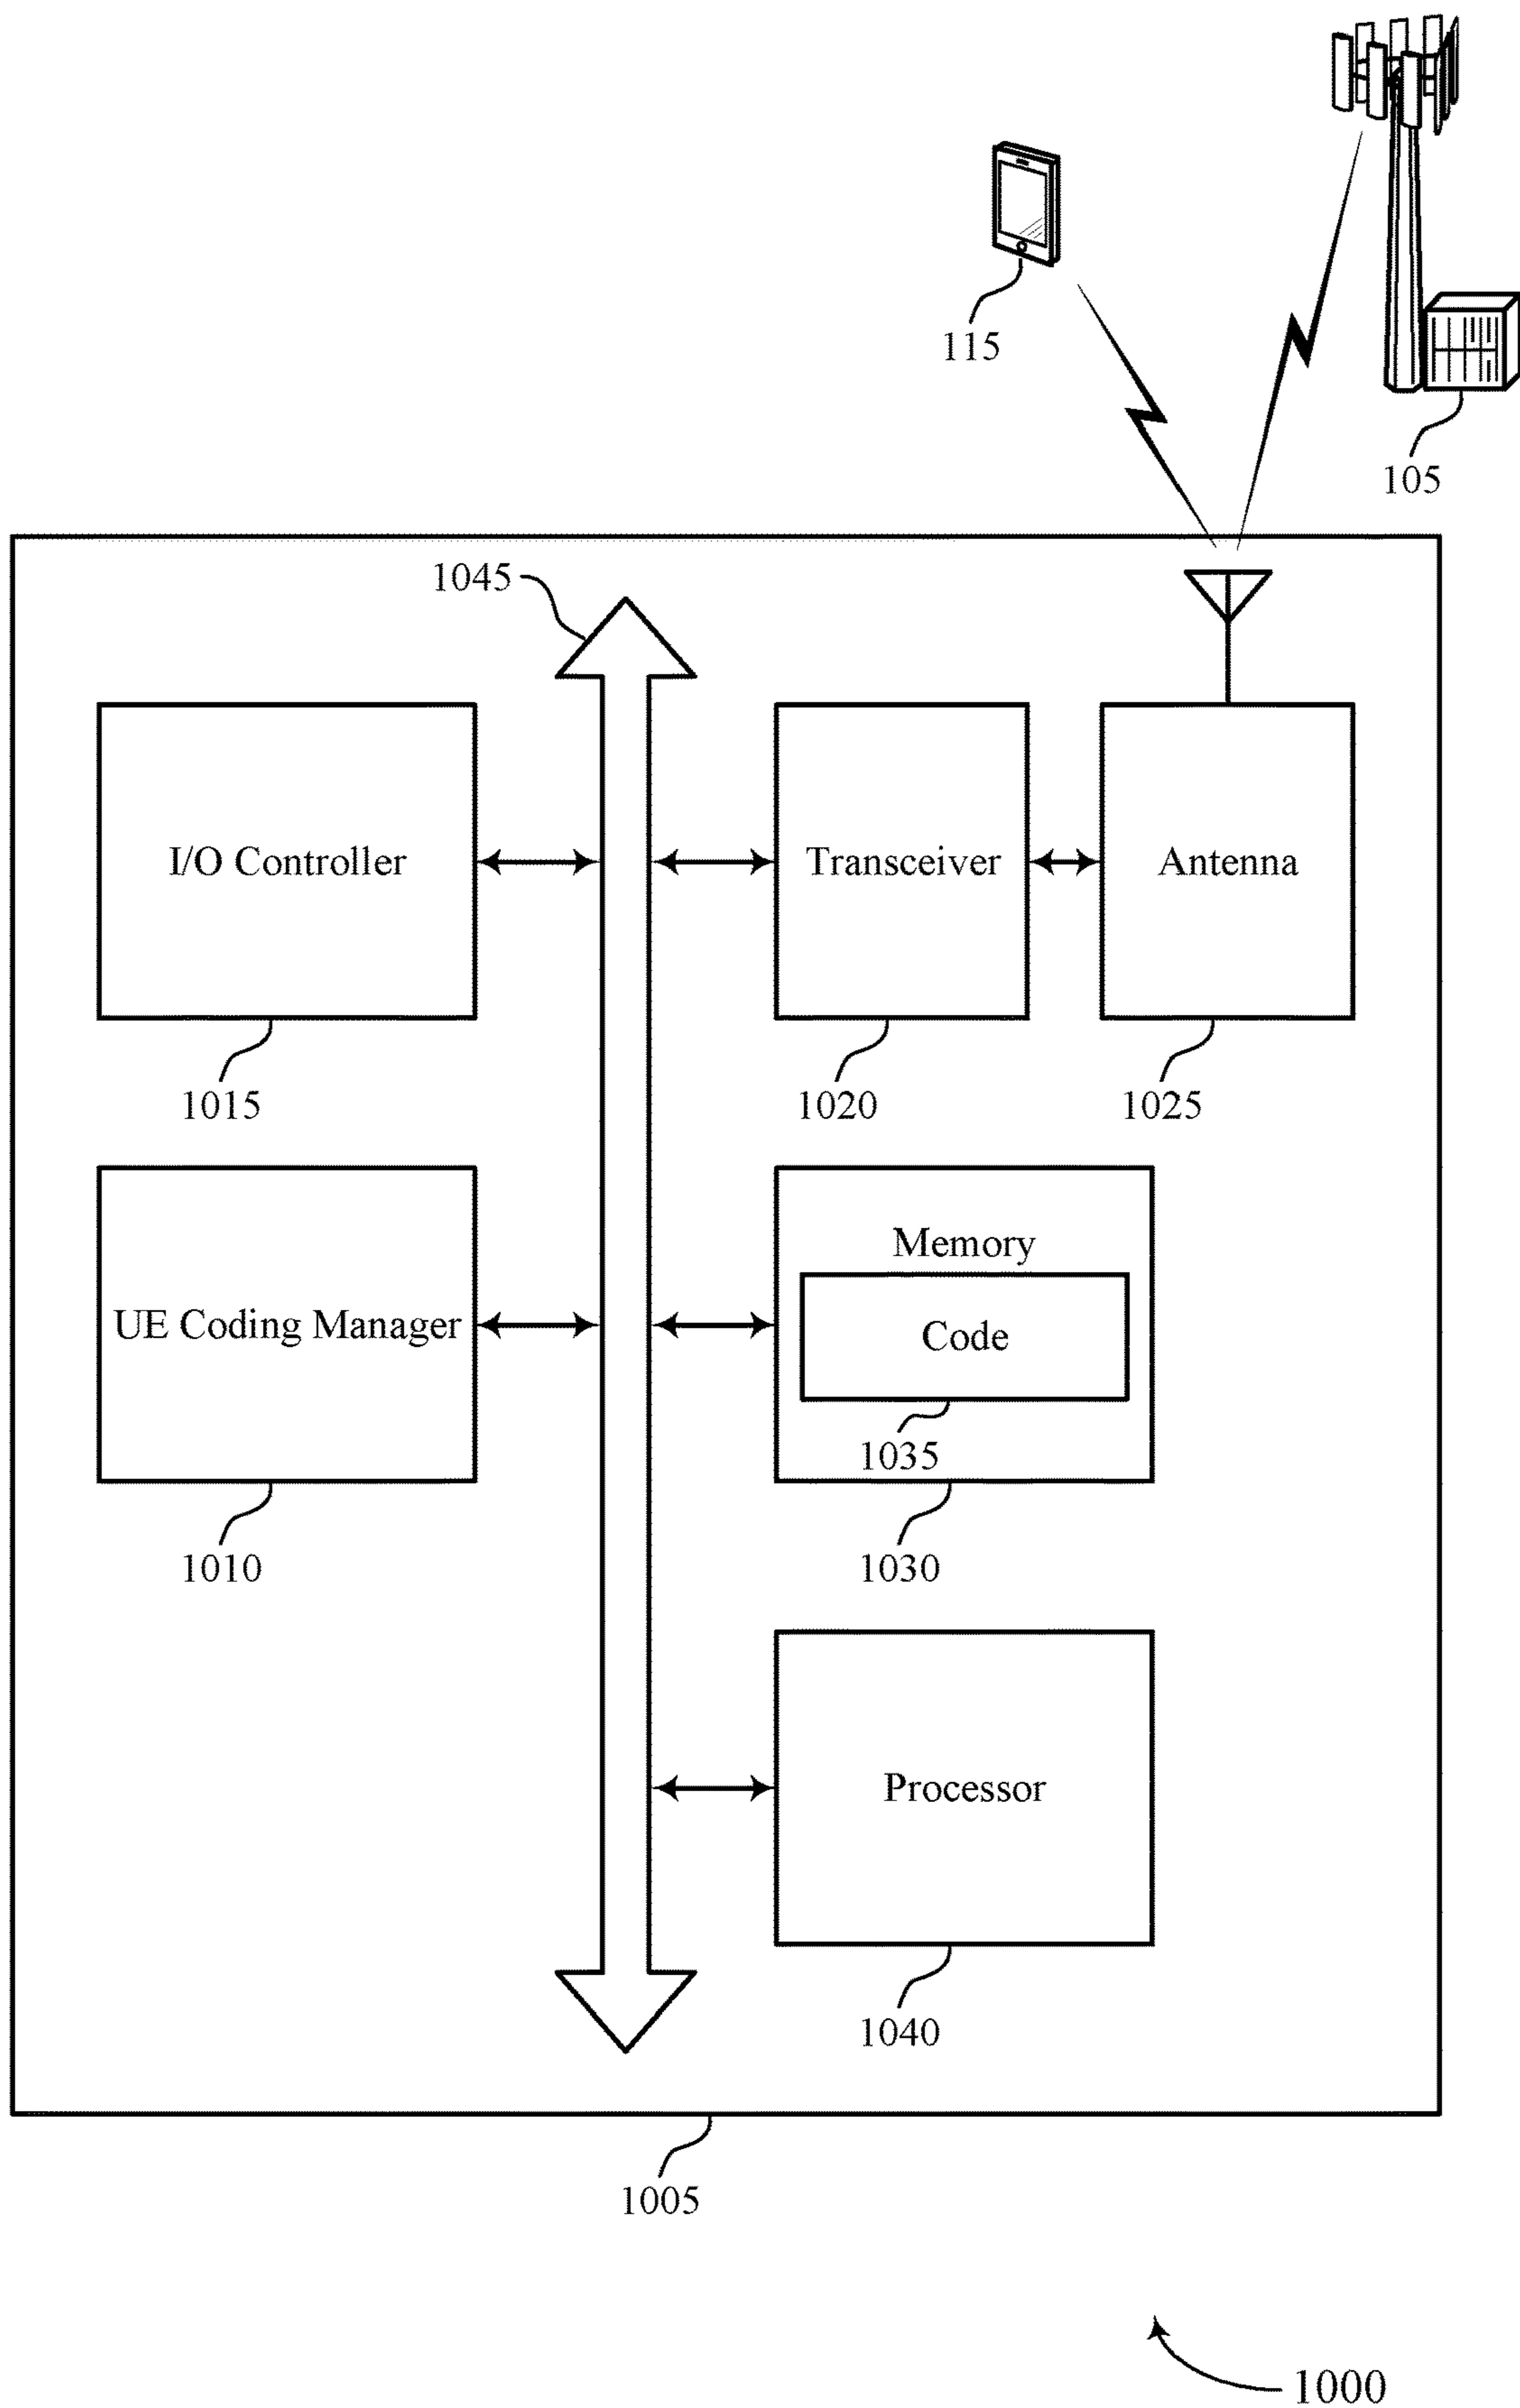 115
105
1045
I/O Controller
Transceiver
Antenna
1015
1020
1025
UE Coding Manager
Memory
Code
1035
1010
1030
Processor
1040
1005
1000